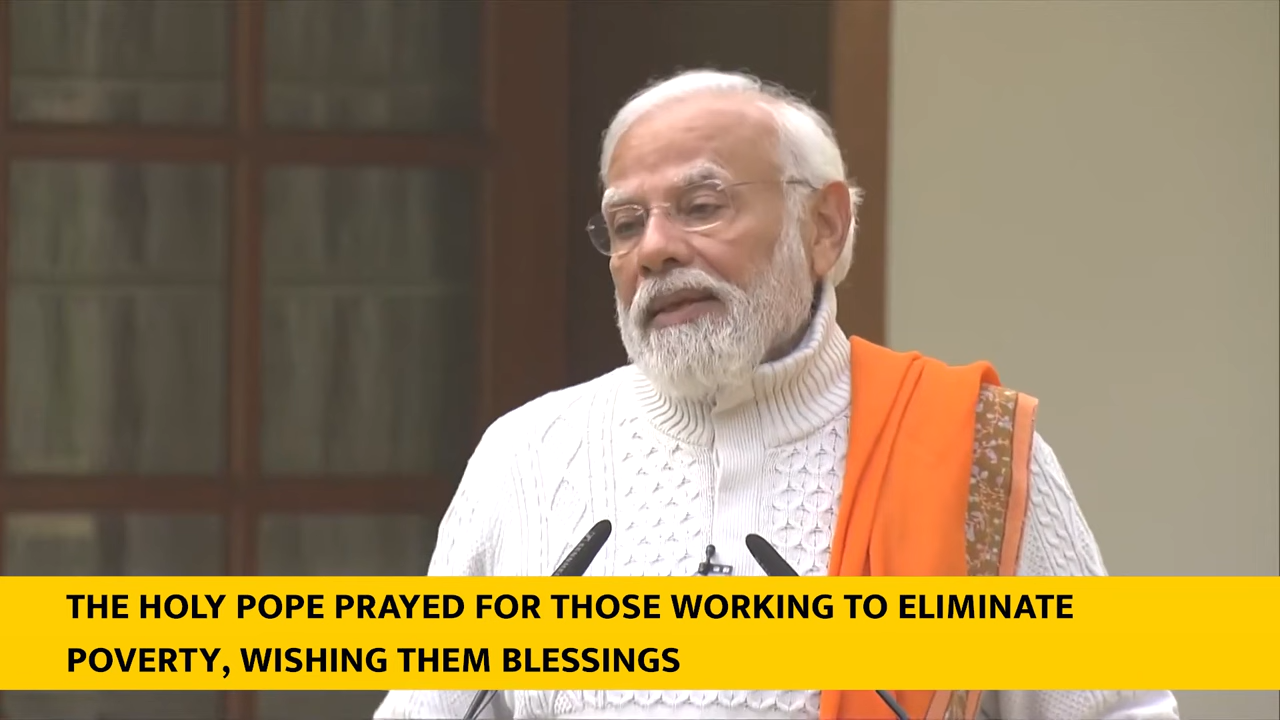 THE HOLY POPE PRAYED FOR THOSE WORKING TO ELIMINATE
POVERTY, WISHING THEM BLESSINGS